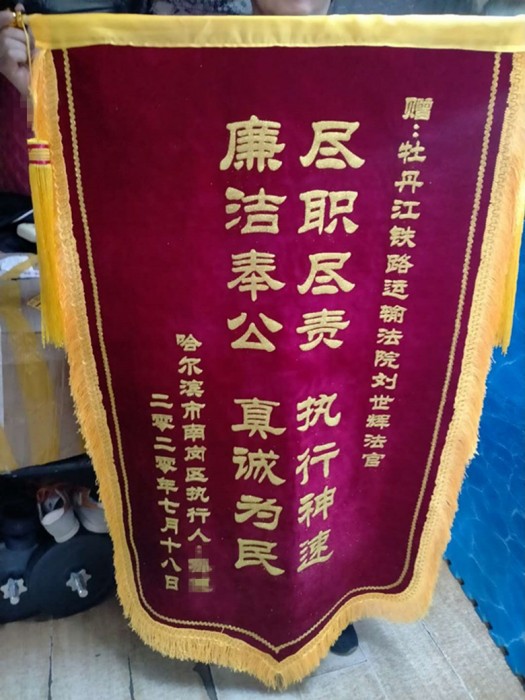 赠：牡丹江铁路运输法院刘世辉法官
尽职尽责 执行神速
廉洁奉公 真诚为民
哈尔滨市南岗区执行人：
二零二零年七月十八日